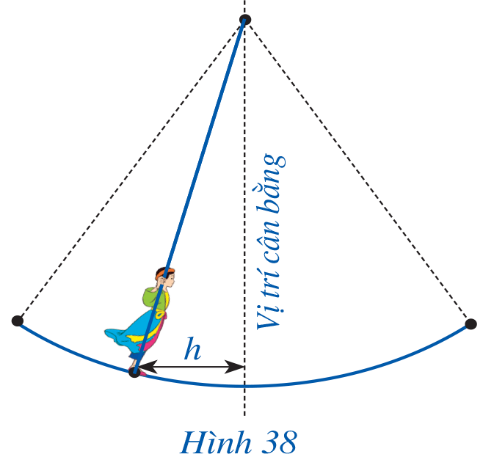 Vị trí cân bằng
h
Hình 38